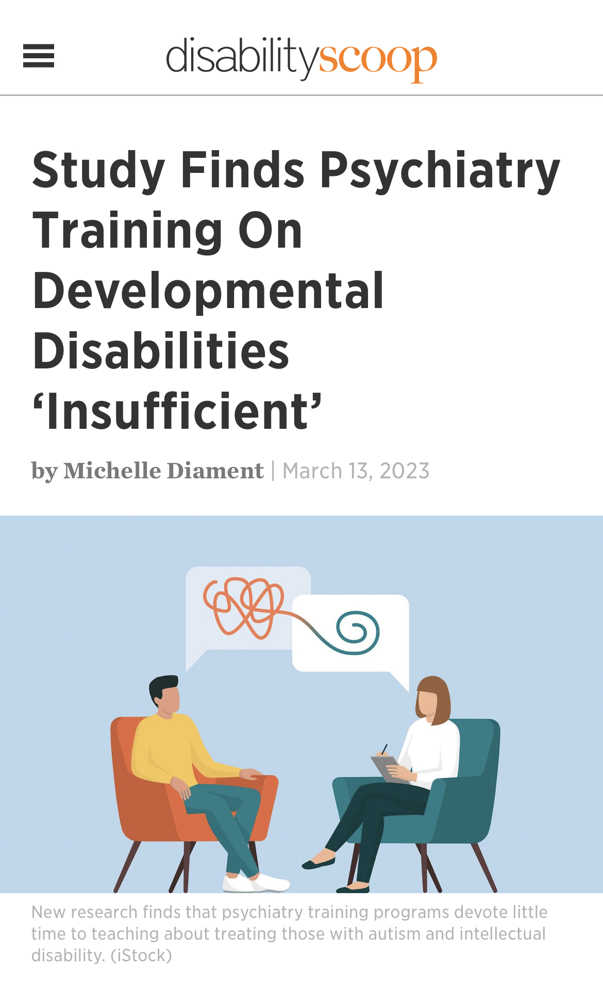 disabilityscoop
Study Finds Psychiatry
Training On
Developmental
Disabilities
‘Insufficient’
by Michelle Diament | March 13, 2023
New research finds that psychiatry training programs devote little
time to teaching about treating those with autism and intellectual
disability. (iStock)